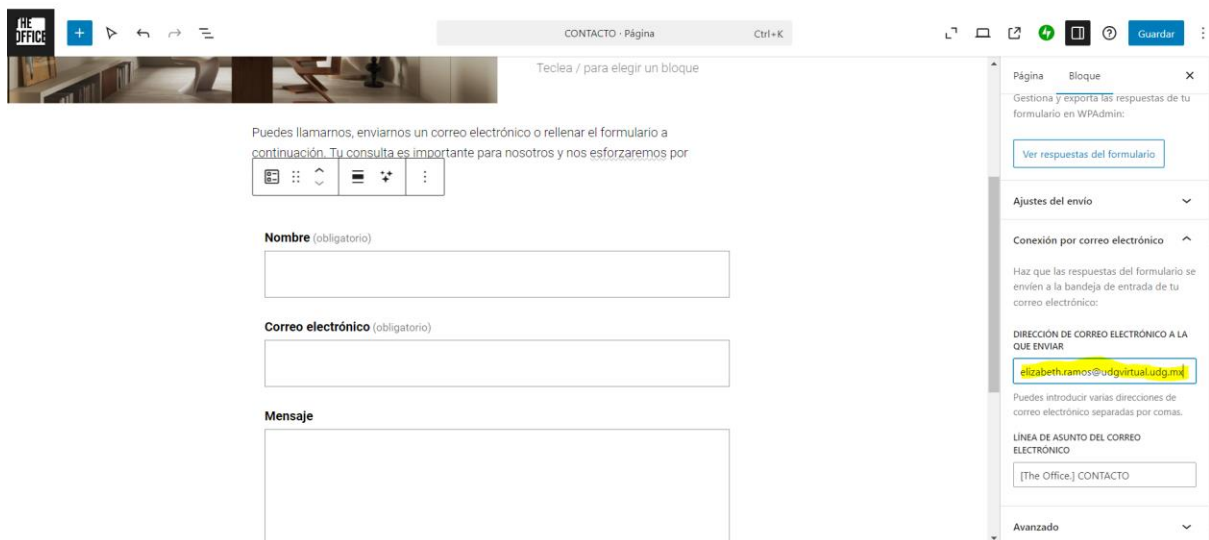 THE
OFFICE
CONTACTO · Página Ctrl+K
Guardar
Teclea / para elegir un bloque
Puedes llamarnos, enviarnos un correo electrónico o rellenar el formulario a
continuación. Tu consulta es importante para nosotros y nos esforzaremos por
Nombre (obligatorio)
Correo electrónico (obligatorio)
Mensaje
Página Bloque
Gestiona y exporta las respuestas de tu
formulario en WPAdmin:
Ver respuestas del formulario
Ajustes del envío
Conexión por correo electrónico
Haz que las respuestas del formulario se
envíen a la bandeja de entrada de tu
correo electrónico:
DIRECCIÓN DE CORREO ELECTRÓNICO A LA
QUE ENVIAR
elizabeth.ramos@udgvirtual.udg.mx
Puedes introducir varias direcciones de
correo electrónico separadas por comas.
LÍNEA DE ASUNTO DEL CORREO
ELECTRÓNICO
[The Office.] CONTACTO
Avanzado